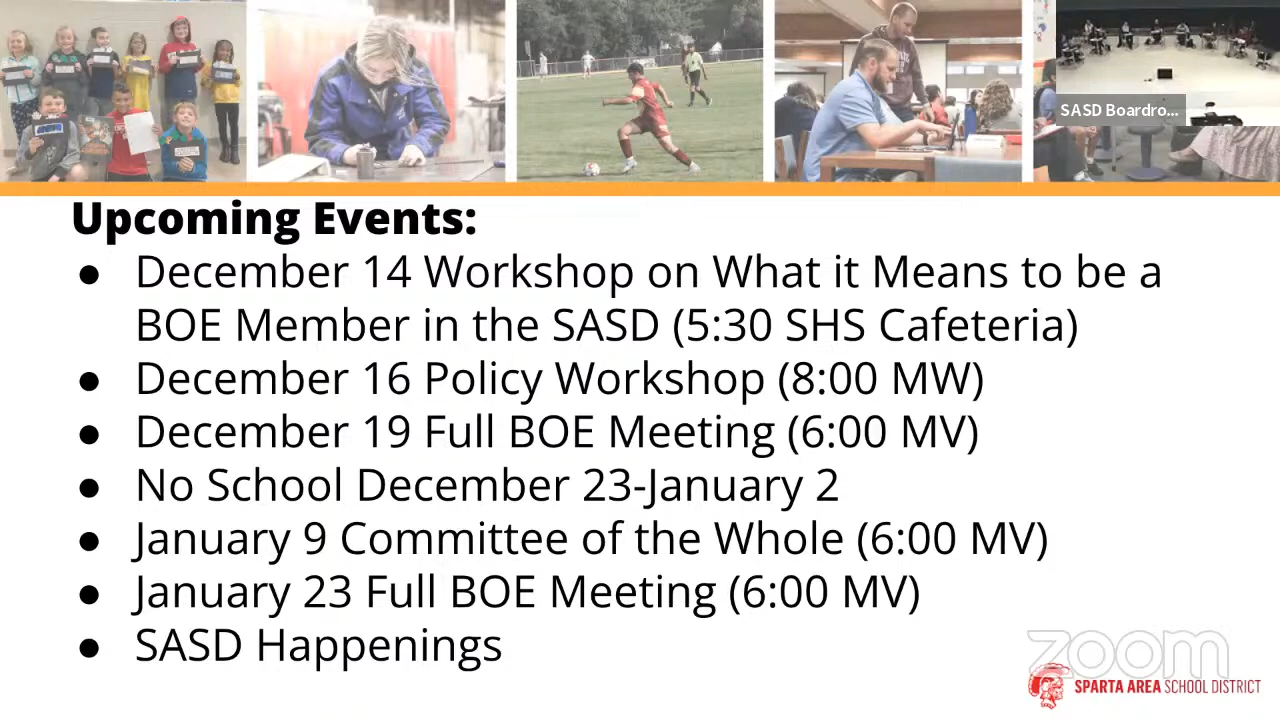 SASD Boardro...
Upcoming Events:
● December 14 Workshop on What it Means to be a
BOE Member in the SASD (5:30 SHS Cafeteria)
● December 16 Policy Workshop (8:00 MW)
● December 19 Full BOE Meeting (6:00 MV)
● No School December 23-January 2
● January 9 Committee of the Whole (6:00 MV)
● January 23 Full BOE Meeting (6:00 MV)
● SASD Happenings
zoom
SPARTA AREA SCHOOL DISTRICT